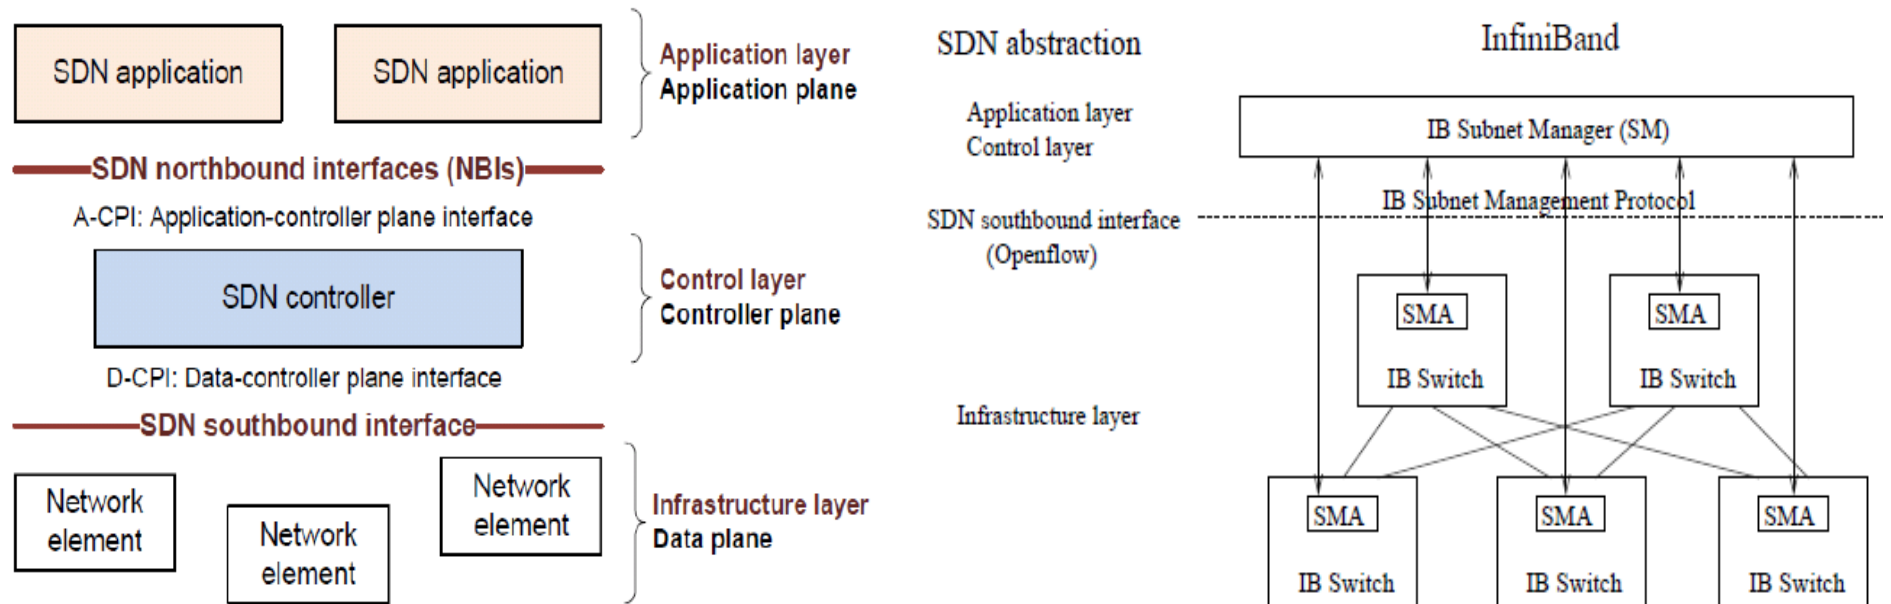 SDN application
SDN application
Application layer
Application plane
SDN northbound interfaces (NBIs)
A-CPI: Application-controller plane interface
SDN controller
Control layer
Controller plane
D-CPI: Data-controller plane interface
SDN southbound interface
Network
element
Network
element
Network
element
Infrastructure layer
Data plane
SDN abstraction
InfiniBand
Application layer
Control layer
IB Subnet Manager (SM)
IB Subnet Management Protocol
SDN southbound interface
(Openflow)
SMA
IB Switch
SMA
IB Switch
Infrastructure layer
SMA
IB Switch
SMA
IB Switch
SMA
IB Switch